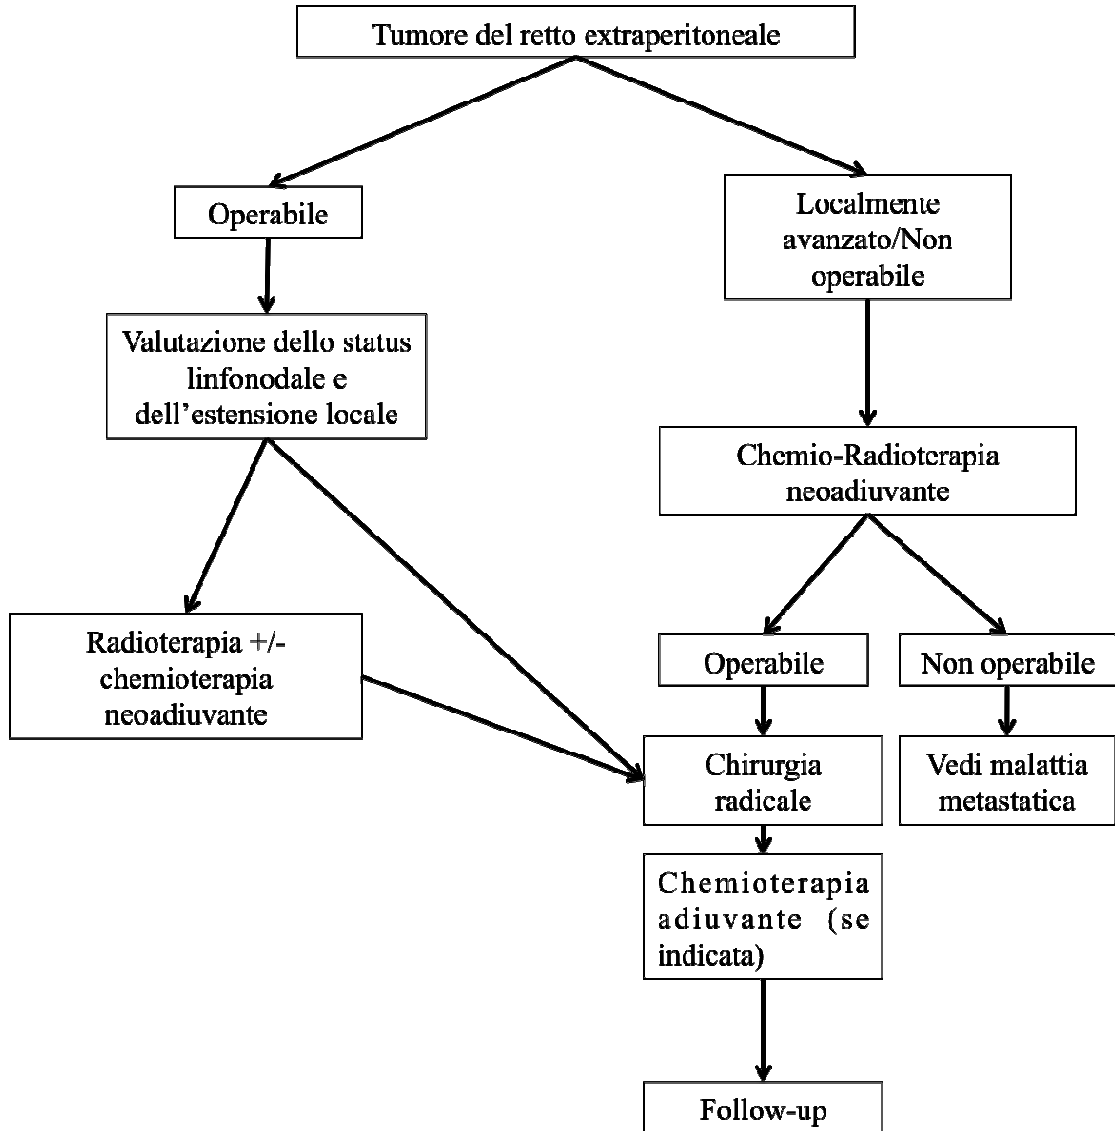 Tumore del retto extraperitoneale
Operabile
Localmente
avanzato/Non
operabile
Valutazione dello status
linfonodale e
dell'estensione locale
Chemio-Radioterapia
neoadiuvante
Radioterapia +/-
chemioterapia
neoadiuvante
Operabile
Non operabile
Chirurgia
radicale
Vedi malattia
metastatica
Chemioterapia
adiuvante (se
indicata)
Follow-up